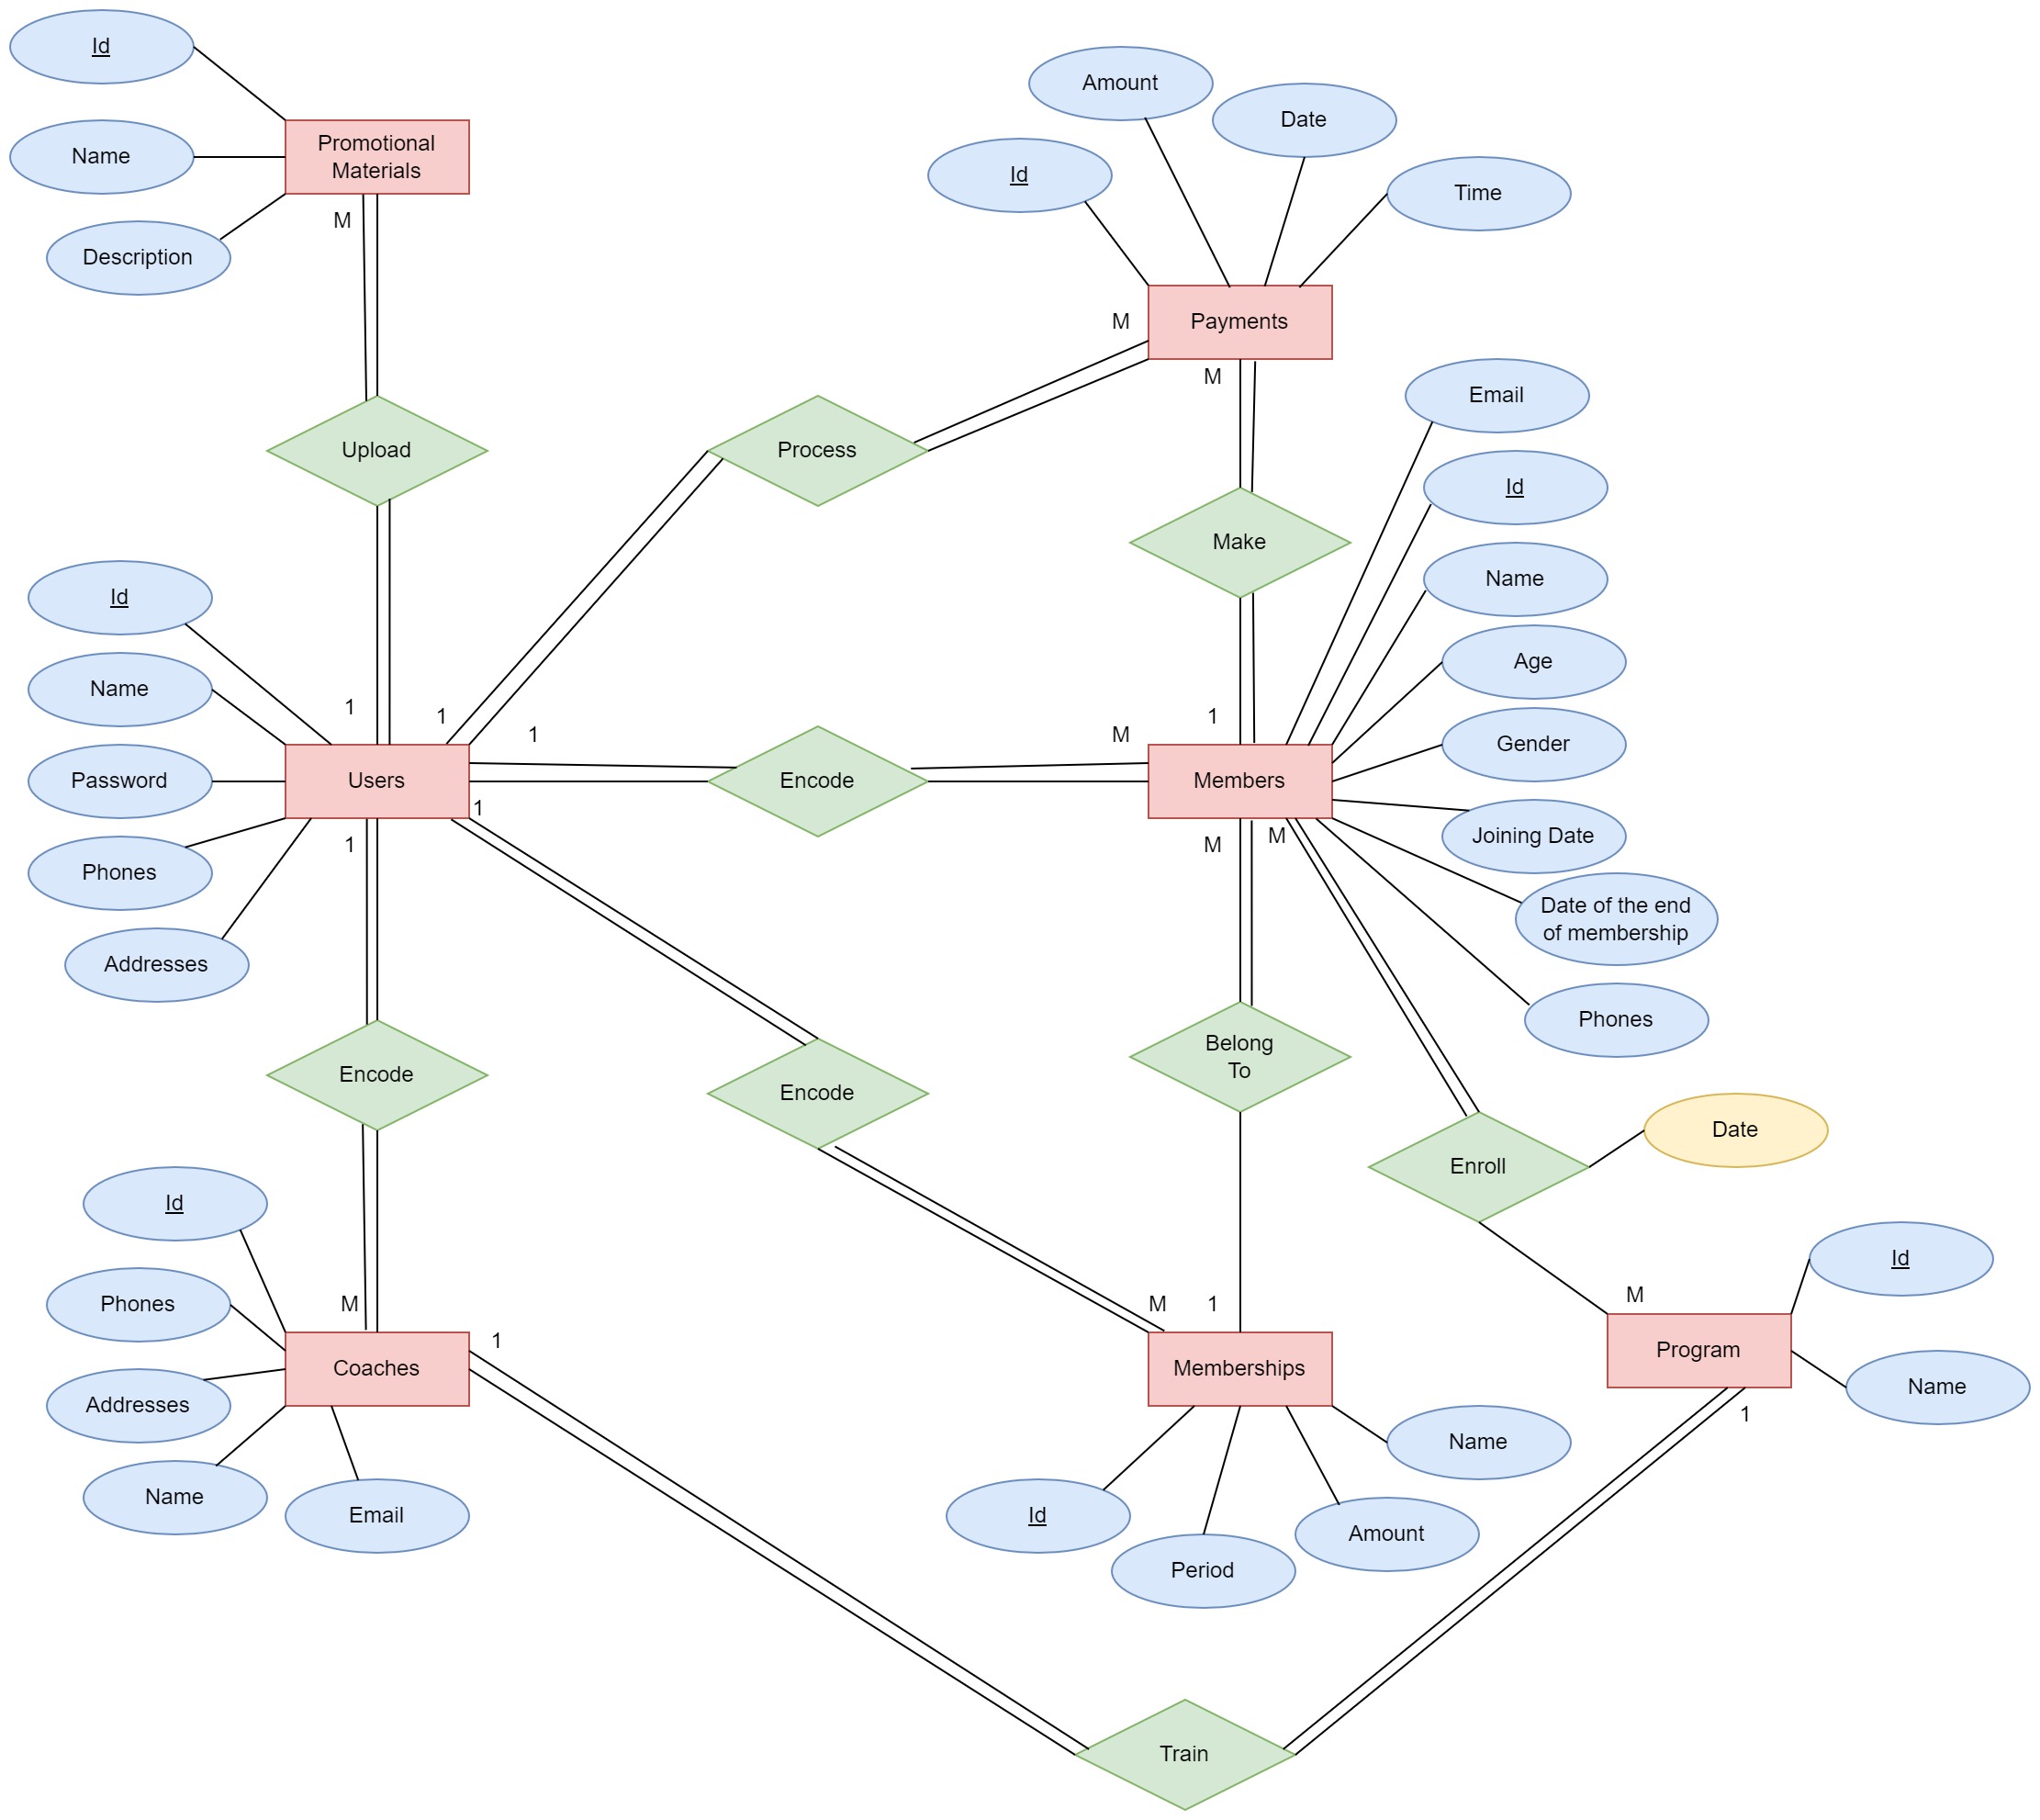 Id
Name
Description
Promotional
Materials
M
Upload
1
Amount
Date
Id
Time
Payments
M
M
Process
1
Make
1
Email
Id
Name
Age
Gender
Joining Date
Date of the end
of membership
Phones
Members
M
1
Encode
Id
Name
Password
Phones
Addresses
Users
1
1
Encode
M
Encode
M
M
M
Belong
To
1
Enroll
Date
M
Program
Id
Name
1
Id
Phones
Addresses
Name
Email
Coaches
1
Memberships
Name
Id
Amount
Period
Train